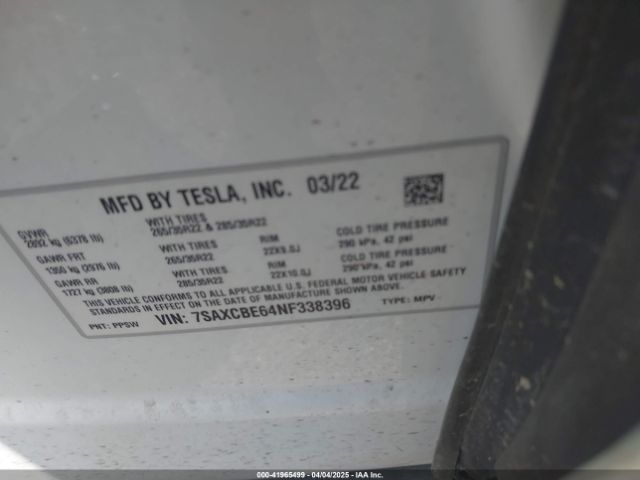 MFD BY TESLA, INC. 03/22
GVWR
2892 kg (6376 lb)
WITH TIRES
265/35R22 & 285/35R22
COLD TIRE PRESSURE
290 kPa, 42 psi
GAWR FRT
1350 kg (2976 lb)
WITH TIRES
265/35R22
RIM
22X9.0J
COLD TIRE PRESSURE
290 kPa, 42 psi
GAWR RR
1727 kg (3808 lb)
WITH TIRES
285/35R22
RIM
22X10.0J
THIS VEHICLE CONFORMS TO ALL APPLICABLE U.S. FEDERAL MOTOR VEHICLE SAFETY
STANDARDS IN EFFECT ON THE DATE OF MANUFACTURE SHOWN ABOVE.
PNT: PPSW VIN: 7SAXCBE64NF338396 TYPE: MPV
000-41965499 - 04/04/2025 - IAA Inc.